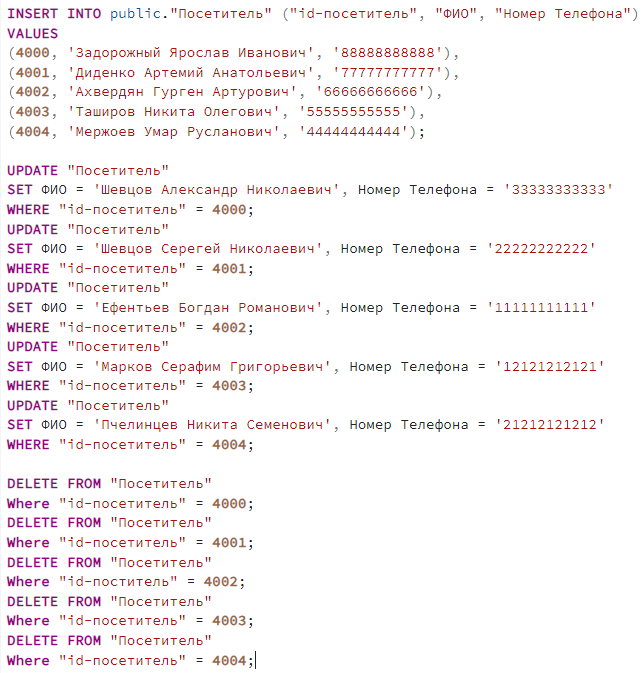 INSERT INTO public."Посетитель" ("id-посетитель", "ФИО", "Номер Телефона")
VALUES
(4000, 'Задорожный Ярослав Иванович', '88888888888'),
(4001, 'Диденко Артемий Анатольевич', '77777777777'),
(4002, 'Ахвердян Гурген Артурович', '66666666666'),
(4003, 'Таширов Никита Олегович', '55555555555'),
(4004, 'Мержоев Умар Русланович', '44444444444');

UPDATE "Посетитель"
SET ФИО = 'Шевцов Александр Николаевич', Номер Телефона = '33333333333'
WHERE "id-посетитель" = 4000;
UPDATE "Посетитель"
SET ФИО = 'Шевцов Серегей Николаевич', Номер Телефона = '22222222222'
WHERE "id-посетитель" = 4001;
UPDATE "Посетитель"
SET ФИО = 'Ефентьев Богдан Романович', Номер Телефона = '11111111111'
WHERE "id-посетитель" = 4002;
UPDATE "Посетитель"
SET ФИО = 'Марков Серафим Григорьевич', Номер Телефона = '12121212121'
WHERE "id-посетитель" = 4003;
UPDATE "Посетитель"
SET ФИО = 'Пчелинцев Никита Семенович', Номер Телефона = '21212121212'
WHERE "id-посетитель" = 4004;

DELETE FROM "Посетитель"
Where "id-посетитель" = 4000;
DELETE FROM "Посетитель"
Where "id-посетитель" = 4001;
DELETE FROM "Посетитель"
Where "id-поститель" = 4002;
DELETE FROM "Посетитель"
Where "id-посетитель" = 4003;
DELETE FROM "Посетитель"
Where "id-посетитель" = 4004;